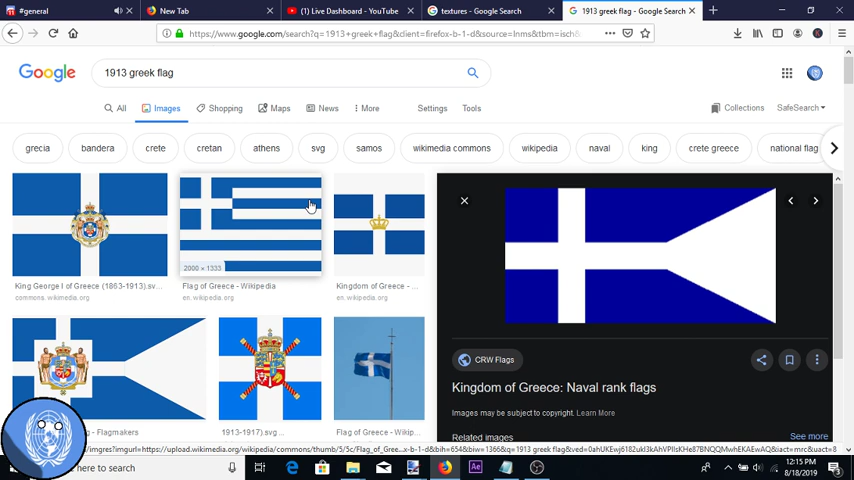 #general
New Tab
(1) Live Dashboard - YouTube
textures - Google Search
1913 greek flag - Google Search
https://www.google.com/search?q=1913+greek+flag&client=firefox-b-1-d&source=lnms&tbm=isch&
Google
1913 greek flag
All
Images
Shopping
Maps
News
More
Settings
Tools
Collections
SafeSearch
grecia
bandera
crete
cretan
athens
svg
samos
wikimedia commons
wikipedia
naval
king
crete greece
national flag
2000 × 1333
King George I of Greece (1863-1913).sv...
commons.wikimedia.org
Flag of Greece - Wikipedia
en.wikipedia.org
Kingdom of Greece - ...
en.wikipedia.org
CRW Flags
Kingdom of Greece: Naval rank flags
Images may be subject to copyright. Learn More
Related images
See more
- Flagmakers
1913-1917).svg ...
Flag of Greece - Wikip...
here to search
12:15 PM
8/18/2019